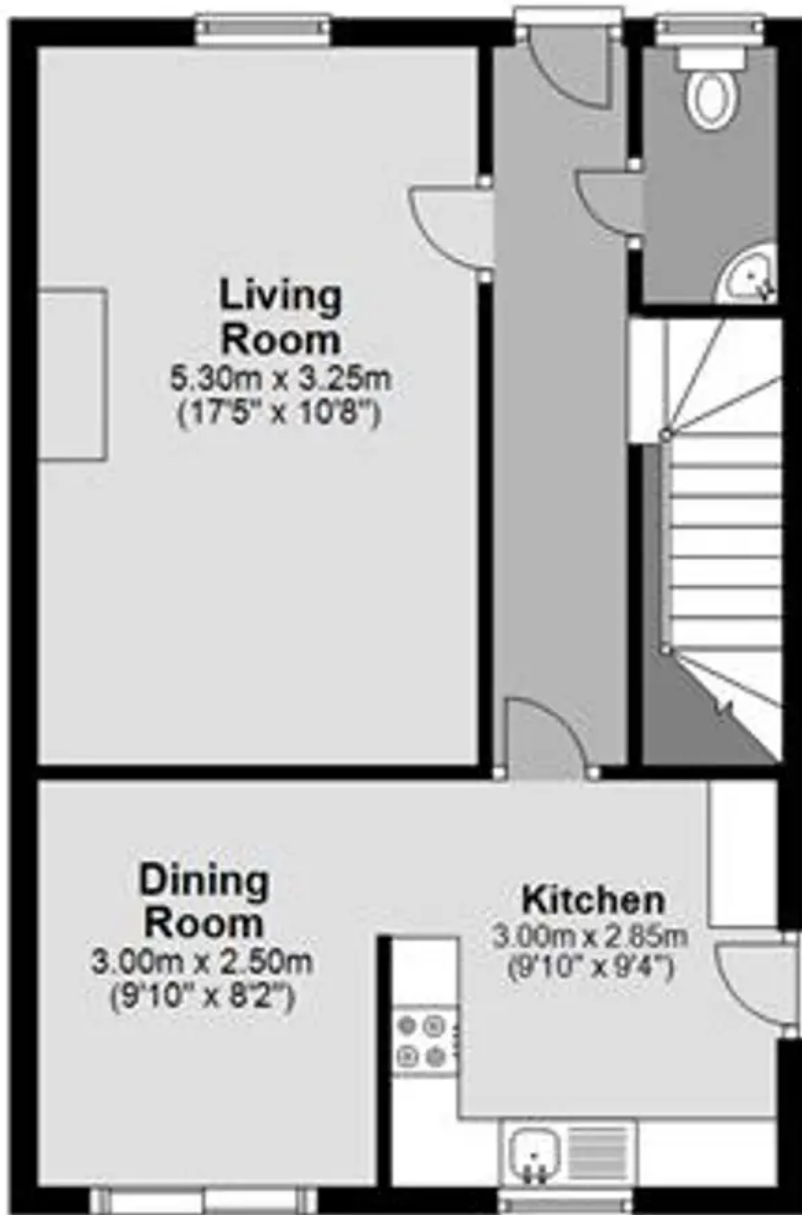 Living
Room
5.30m x 3.25m
(17'5" x 10'8")
Dining
Room
3.00m x 2.50m
(9'10" x 8'2")
Kitchen
3.00m x 2.85m
(9'10" x 9'4")